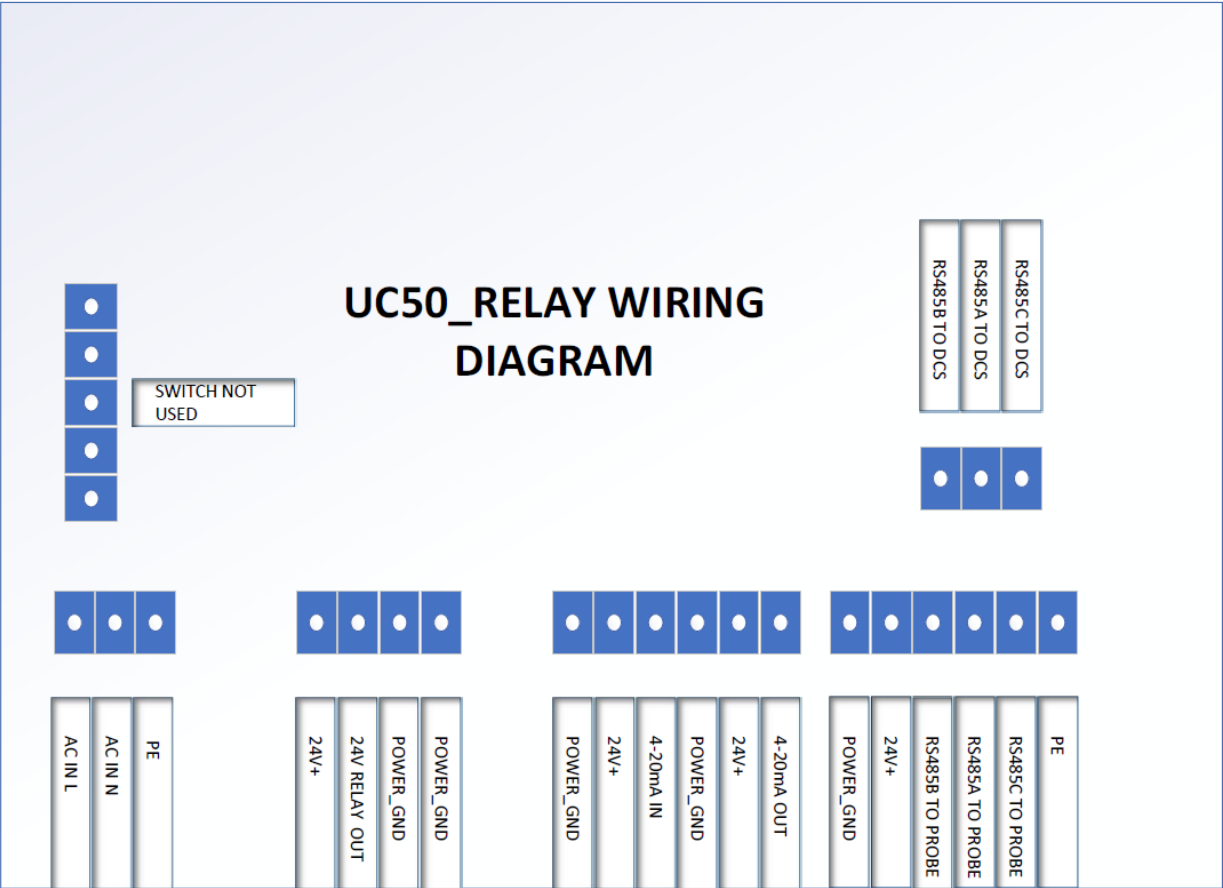 RS485B TO DCS
RS485A TO DCS
RS485C TO DCS
UC50_RELAY WIRING
DIAGRAM
SWITCH NOT
USED
AC IN L
AC IN N
PE
24V+
24V RELAY OUT
POWER_GND
POWER_GND
POWER_GND
24V+
4-20mA IN
POWER_GND
24V+
4-20mA OUT
POWER_GND
24V+
RS485B TO PROBE
RS485A TO PROBE
RS485C TO PROBE
PE